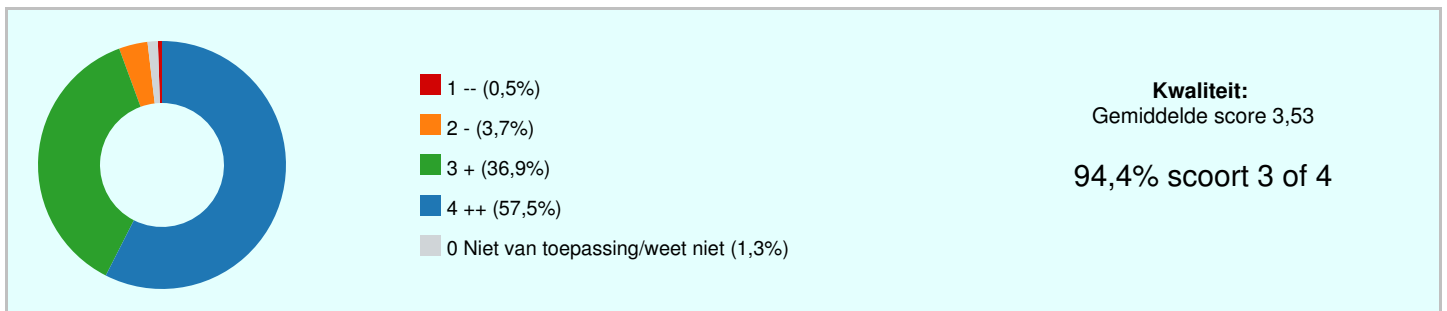 1 -- (0,5%)
2 - (3,7%)
3 + (36,9%)
4 ++ (57,5%)
0 Niet van toepassing/weet niet (1,3%)
Kwaliteit:
Gemiddelde score 3,53
94,4% scoort 3 of 4